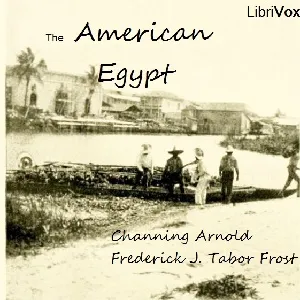 LibriVox
The American
Egypt
Channing Arnold
Frederick J. Tabor Frost